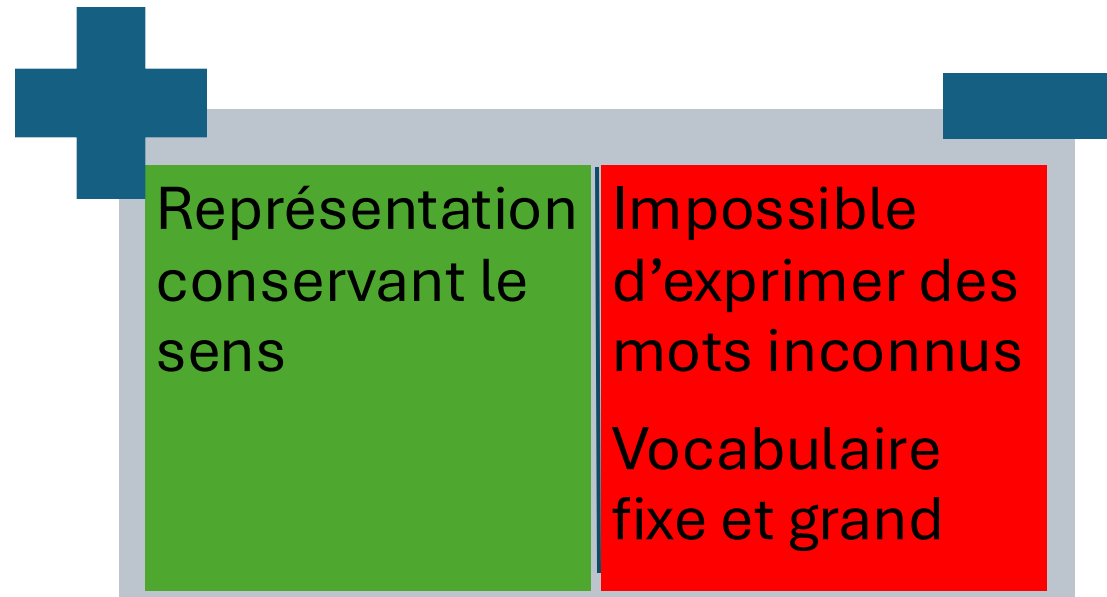 Représentation
conservant le
sens
Impossible
d’exprimer des
mots inconnus
Vocabulaire
fixe et grand